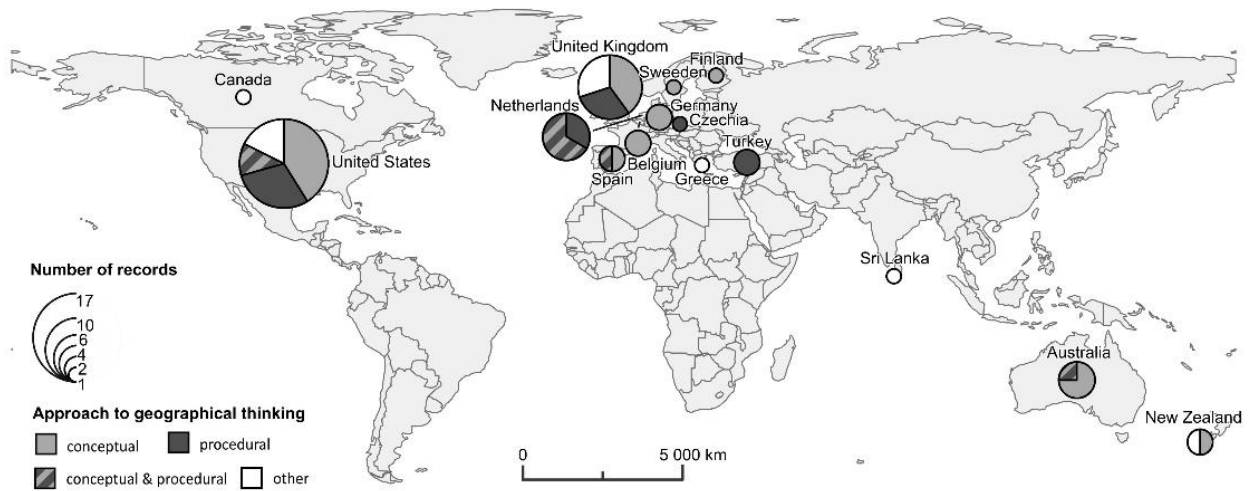 United Kingdom
Finland
Sweeden
Canada
Netherlands
Germany
Czechia
Turkey
United States
Belgium
Spain
Greece
Sri Lanka
Number of records
17
10
6
4
2
1
Australia
New Zealand
Approach to geographical thinking
conceptual
procedural
conceptual & procedural
other
0
5 000 km